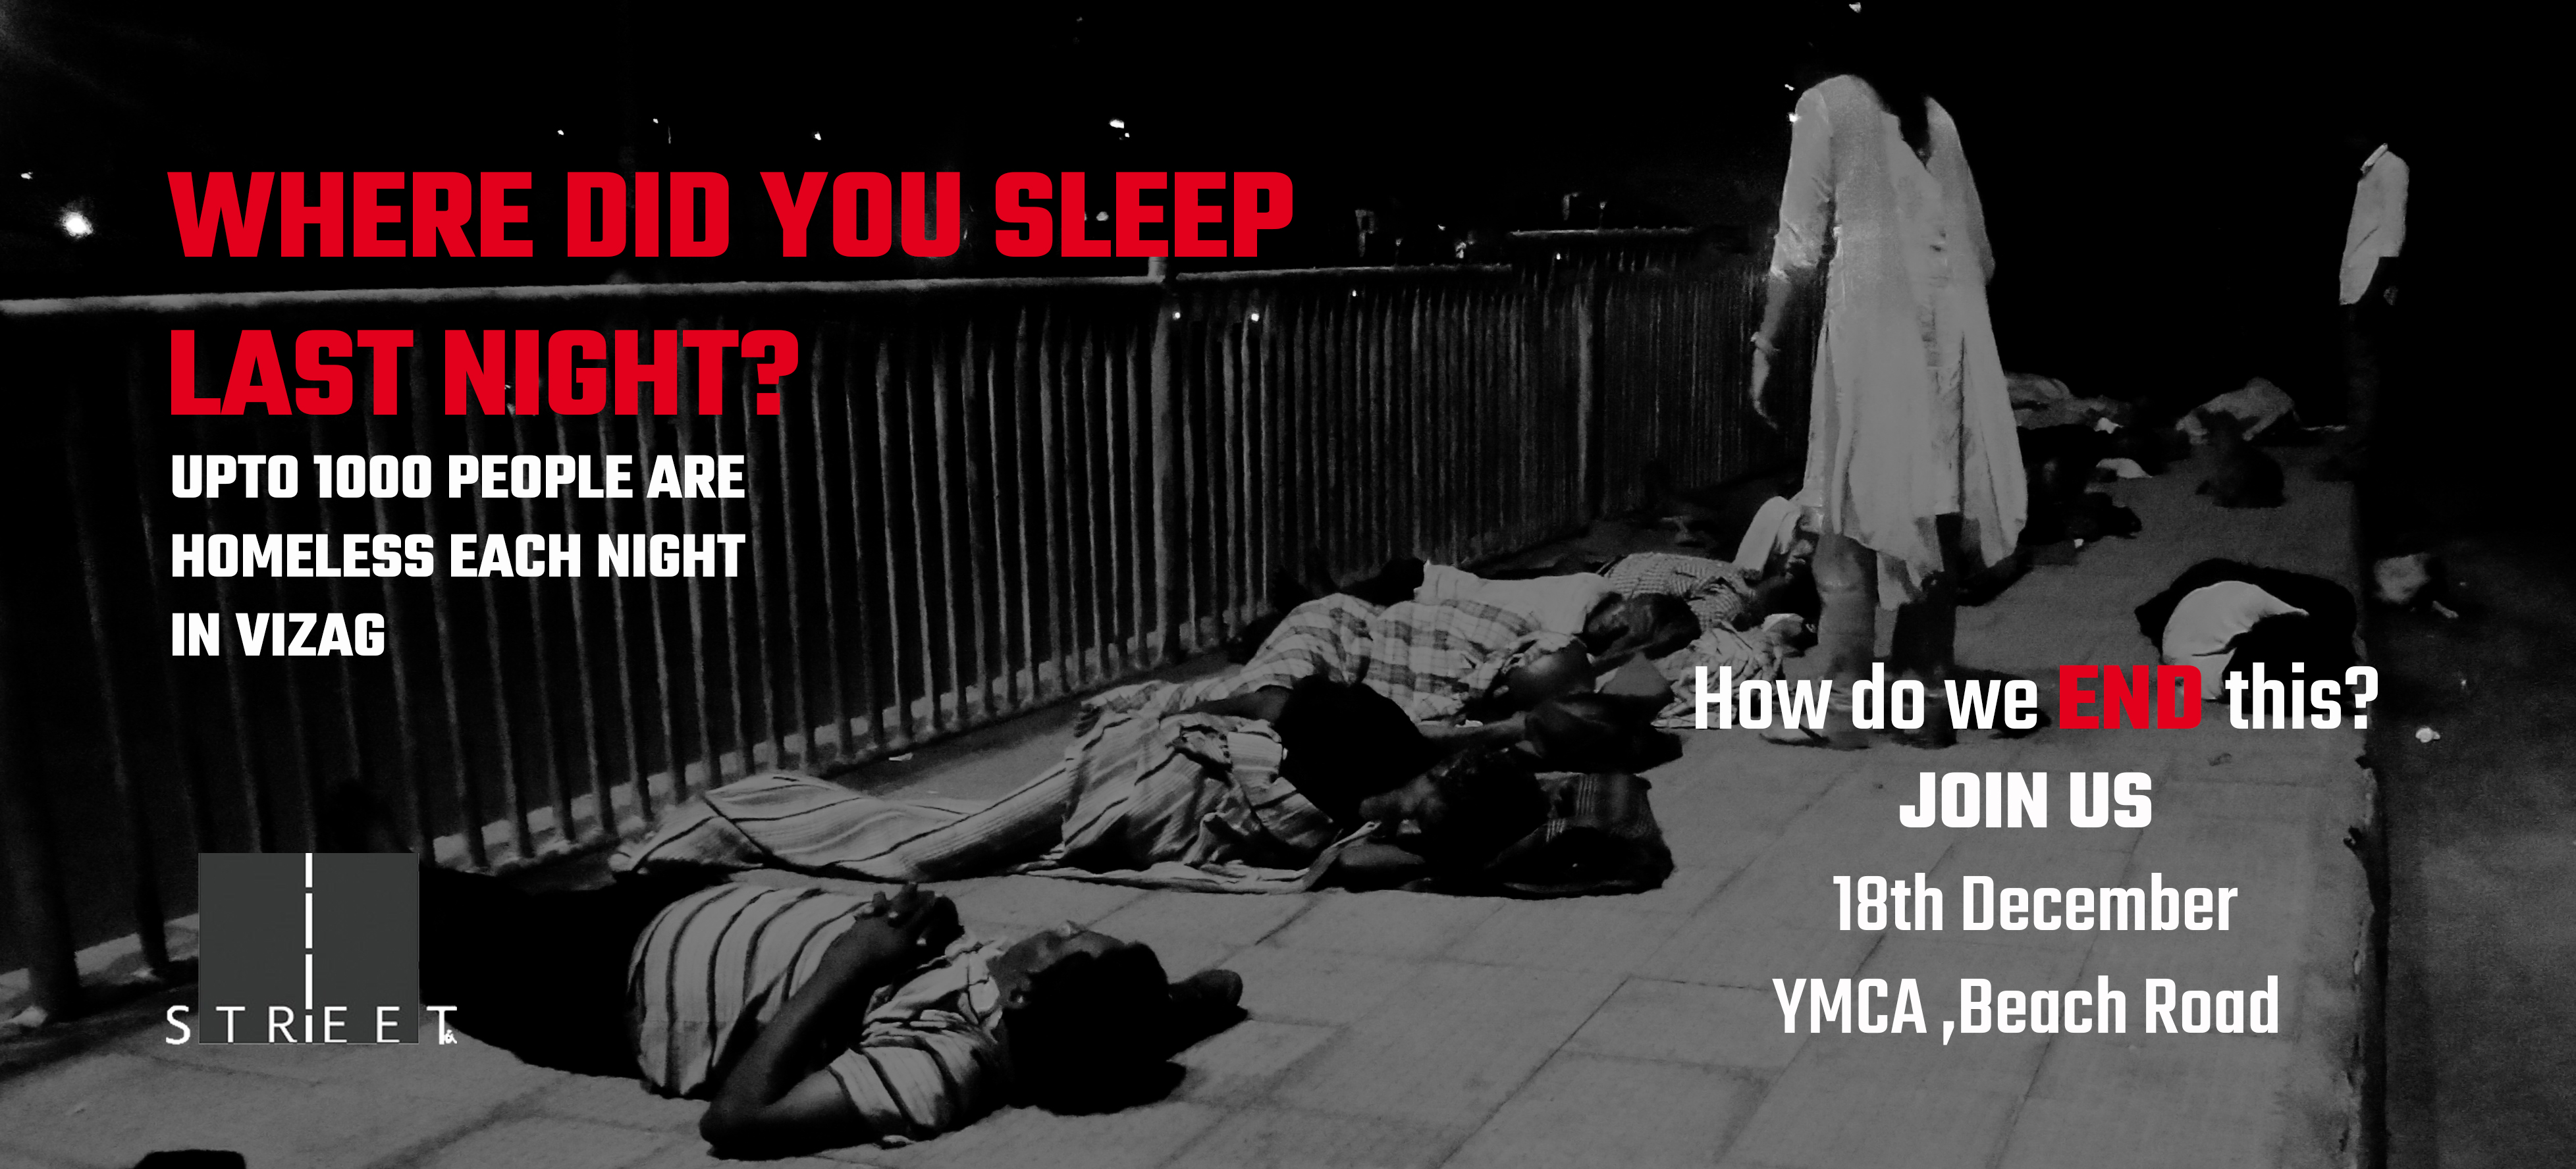 WHERE DID YOU SLEEP
LAST NIGHT?
UPTO 1000 PEOPLE ARE
HOMELESS EACH NIGHT
IN VIZAG
How do we END this?
JOIN US
18th December
YMCA ,Beach Road
STREET